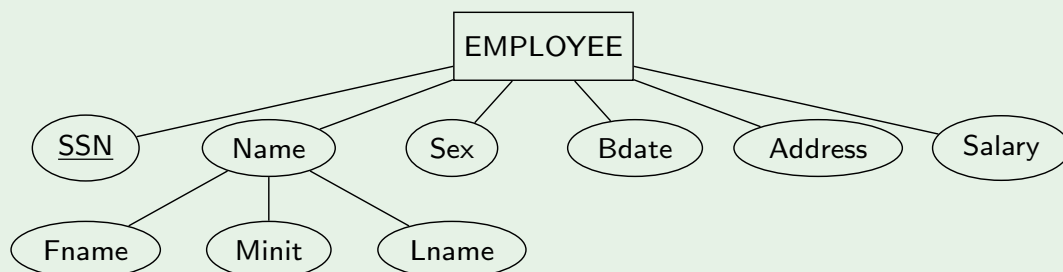 EMPLOYEE
SSN
Name
Sex
Bdate
Address
Salary
Fname
Minit
Lname